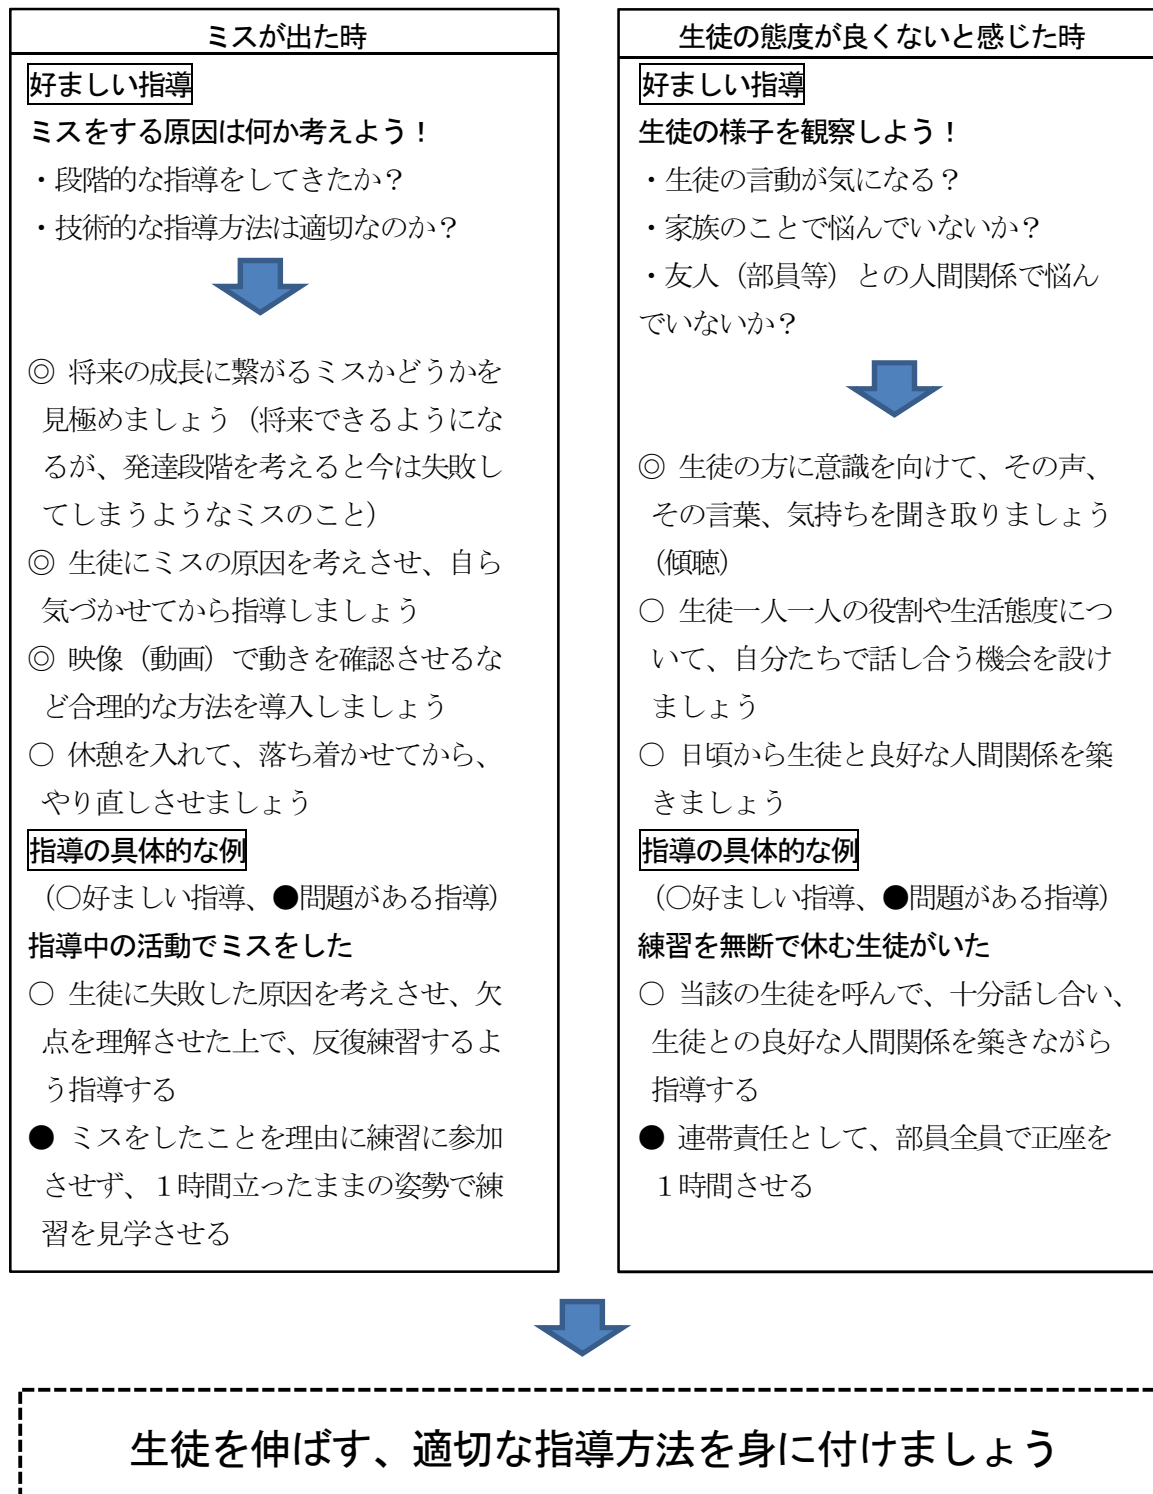 ミスが出た時
好ましい指導
ミスをする原因は何か考えよう！
・段階的な指導をしてきたか？
・技術的な指導方法は適切なのか？
◎ 将来の成長に繋がるミスかどうかを
見極めましょう（将来できるようにな
るが、発達段階を考えると今は失敗し
てしまうようなミスのこと）
◎ 生徒にミスの原因を考えさせ、自ら
気づかせてから指導しましょう
◎ 映像（動画）で動きを確認させるな
ど合理的な方法を導入しましょう
○ 休憩を入れて、落ち着かせてから、
やり直しさせましょう
指導の具体的な例
（○好ましい指導、●問題がある指導）
指導中の活動でミスをした
○ 生徒に失敗した原因を考えさせ、欠
点を理解させた上で、反復練習するよ
う指導する
● ミスをしたことを理由に練習に参加
させず、１時間立ったままの姿勢で練
習を見学させる
生徒の態度が良くないと感じた時
好ましい指導
生徒の様子を観察しよう！
・生徒の言動が気になる？
・家族のことで悩んでいないか？
・友人（部員等）との人間関係で悩ん
でいないか？
◎ 生徒の方に意識を向けて、その声、
その言葉、気持ちを聞き取りましょう
（傾聴）
○ 生徒一人一人の役割や生活態度につ
いて、自分たちで話し合う機会を設け
ましょう
○ 日頃から生徒と良好な人間関係を築
きましょう
指導の具体的な例
（○好ましい指導、●問題がある指導）
練習を無断で休む生徒がいた
○ 当該の生徒を呼んで、十分話し合い、
生徒との良好な人間関係を築きながら
指導する
● 連帯責任として、部員全員で正座を
１時間させる
生徒を伸ばす、適切な指導方法を身に付けましょう